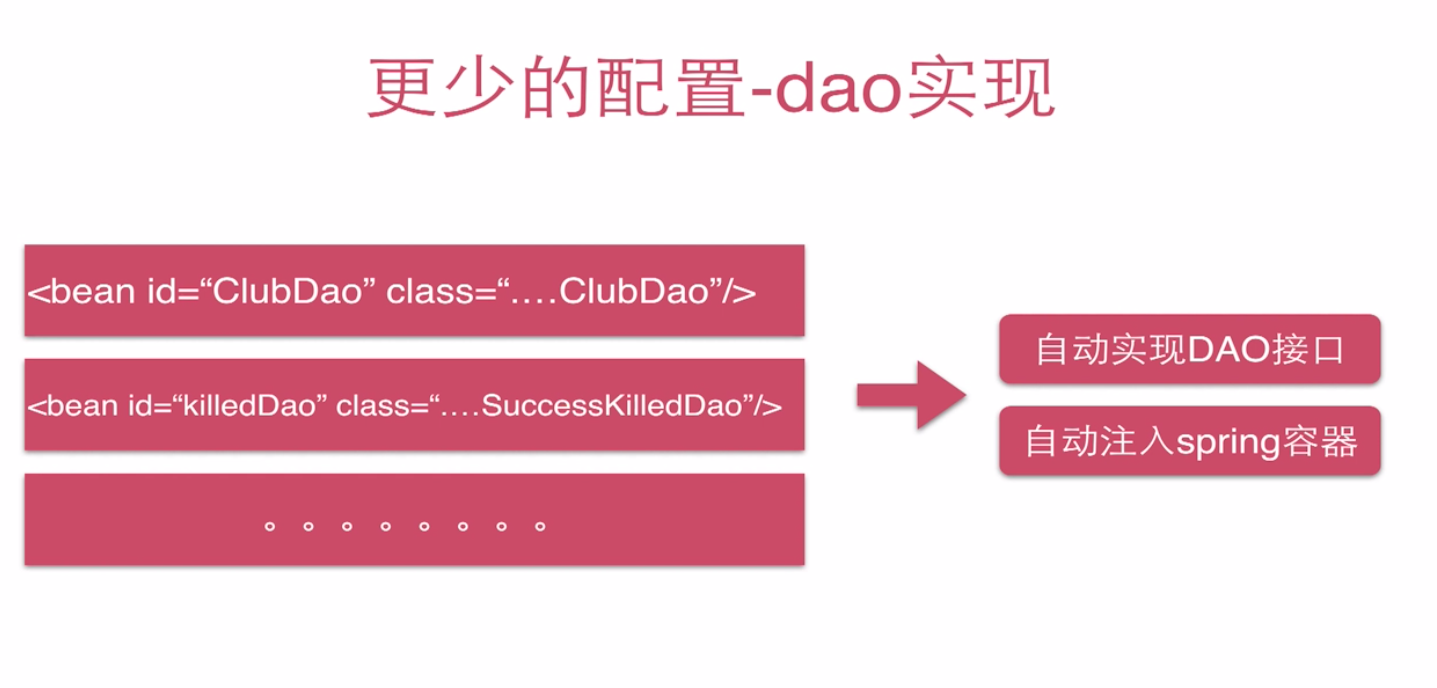 更少的配置-dao实现
<bean id=“ClubDao” class=“….ClubDao”/>
<bean id=“killedDao” class=“….SuccessKilledDao”/>
。。。。。。。。
自动实现DAO接口
自动注入spring容器